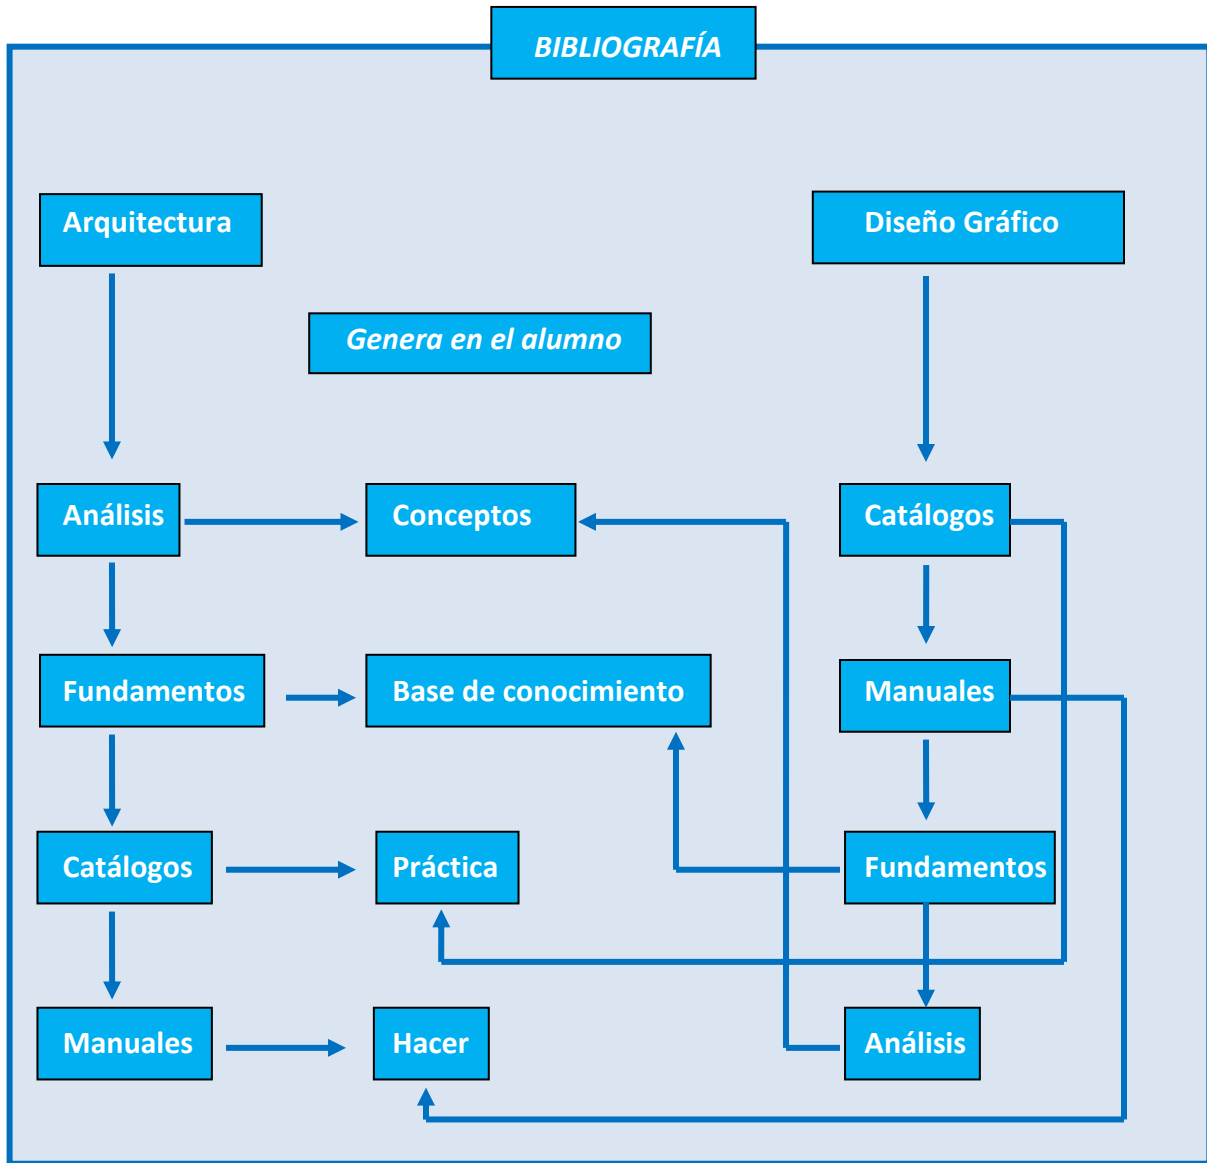 BIBLIOGRAFÍA
Arquitectura
Diseño Gráfico
Genera en el alumno
Análisis
Conceptos
Catálogos
Fundamentos
Base de conocimiento
Manuales
Catálogos
Práctica
Fundamentos
Manuales
Hacer
Análisis